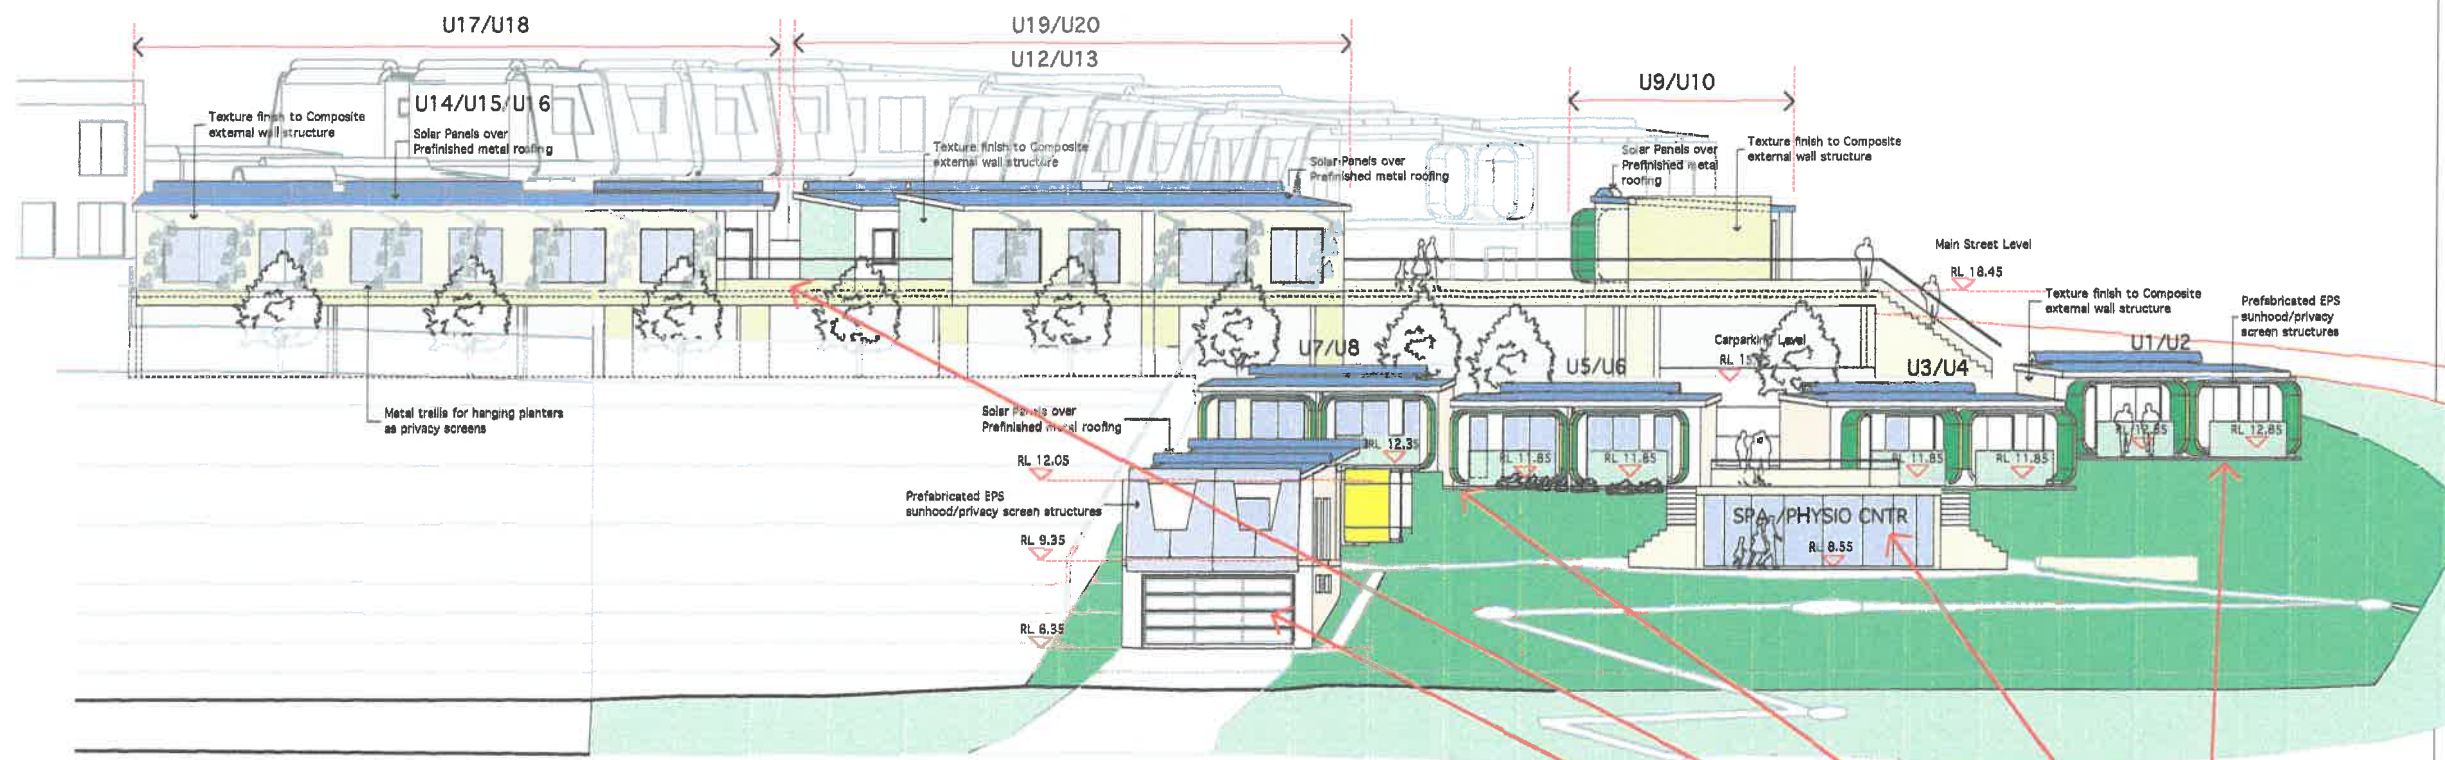 U17/U18
U19/U20
U12/U13
U9/U10
U14/U15/U16
Texture finish to Composite
external wall structure
Solar Panels over
Prefinished metal roofing
Texture finish to Composite
external wall structure
Solar Panels over
Prefinished metal roofing
Solar Panels over
Prefinished metal
roofing
Texture finish to Composite
external wall structure
Main Street Level
RL 18.45
Texture finish to Composite
external wall structure
Prefabricated EPS
sunhood/privacy
screen structures
U7/U8
U5/U6
Carparking Level
RL
U3/U4
U1/U2
Metal trellis for hanging planters
as privacy screens
Solar Panels over
Prefinished metal roofing
RL 12.05
Prefabricated EPS
sunhood/privacy screen structures
RL 9.35
RL 6.35
RL 12.35
RL 11.85
RL 11.85
RL 11.85
RL 11.85
RL 12.85
RL 12.85
SPA /PHYSIO CNTR
RL 8.55